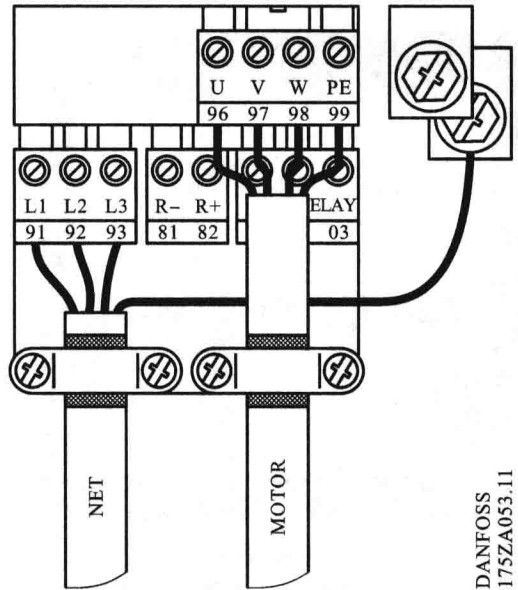 U V W PE
96 97 98 99
L1 L2 L3 R- R+ ELAY
91 92 93 81 82 03
NET
MOTOR
DANFOSS
175ZA053.11